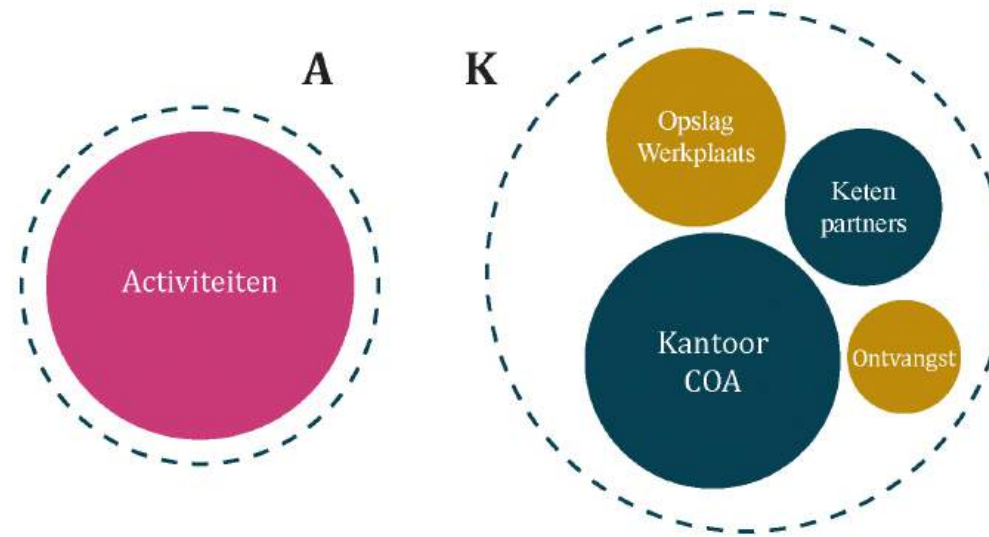 A
Activiteiten
K
Opslag
Werkplaats
Keten
partners
Kantoor
COA
Ontvangst